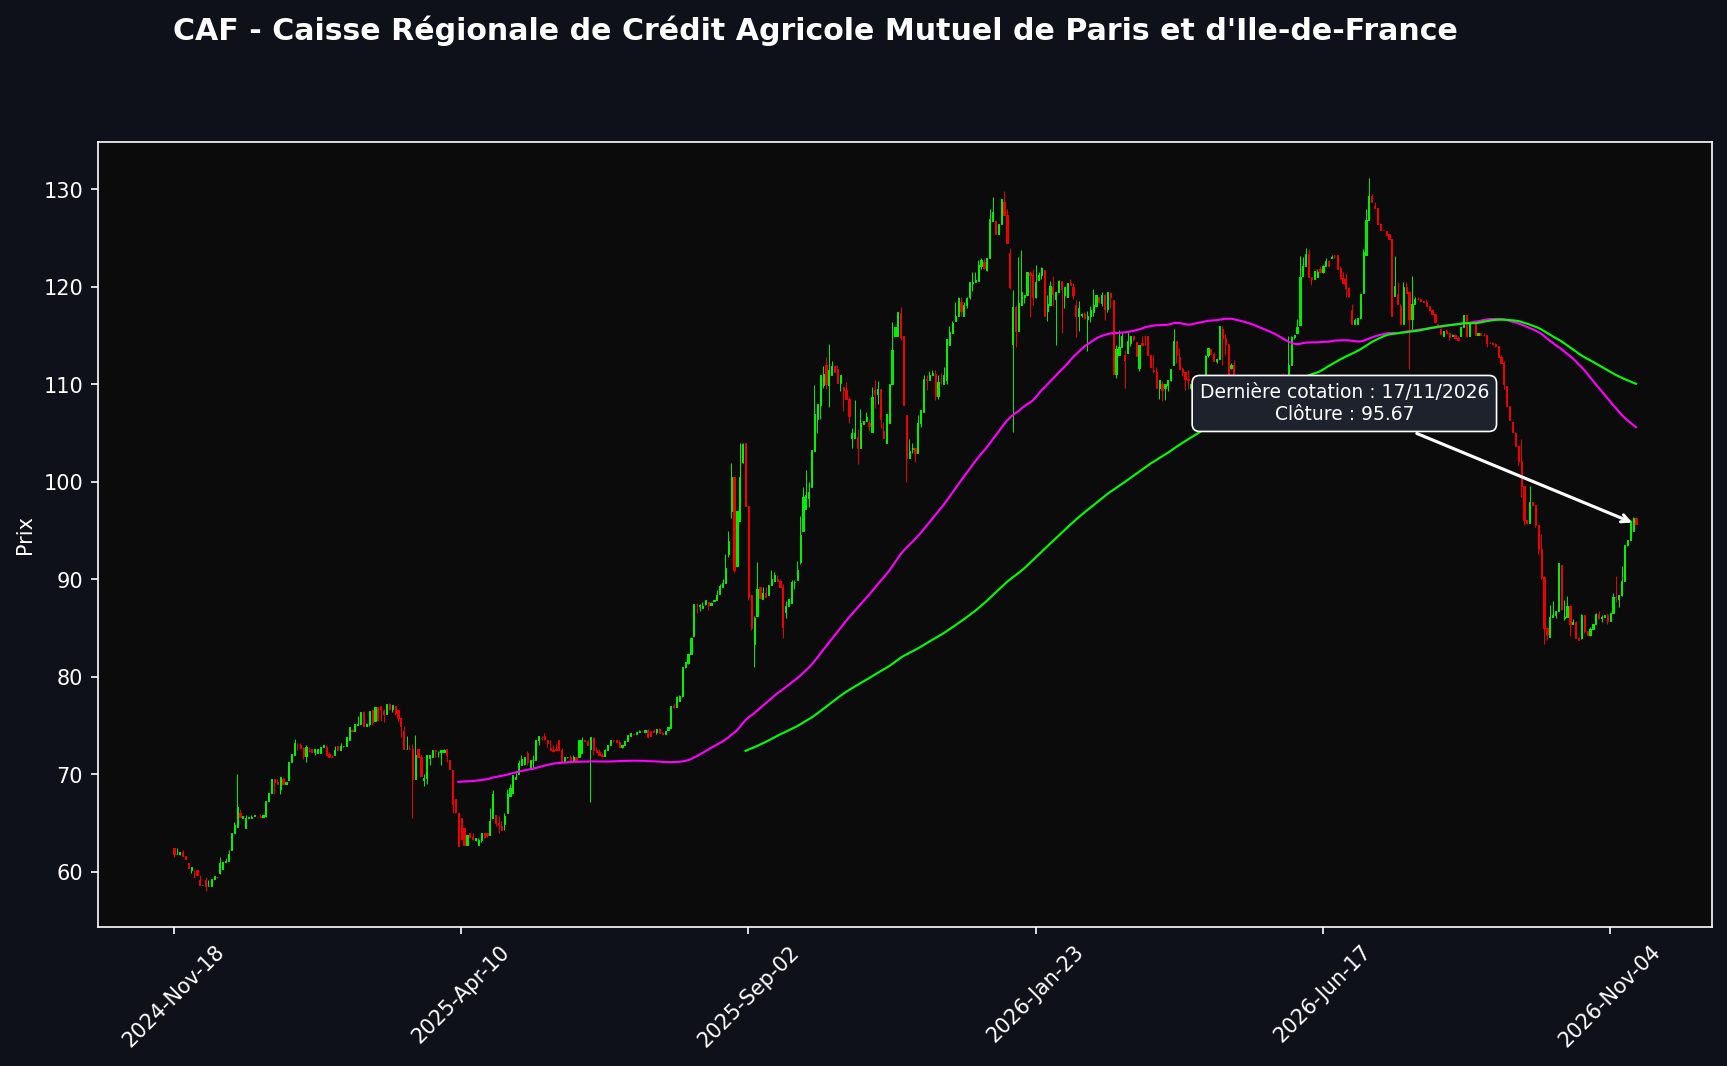 CAF - Caisse Régionale de Crédit Agricole Mutuel de Paris et d'Ile-de-France
130
120
110
100
90
80
70
60
Prix
Dernière cotation : 17/11/2026
Clôture : 95.67
2024-Nov-18
2025-Apr-10
2025-Sep-02
2026-Jan-23
2026-Jun-17
2026-Nov-04